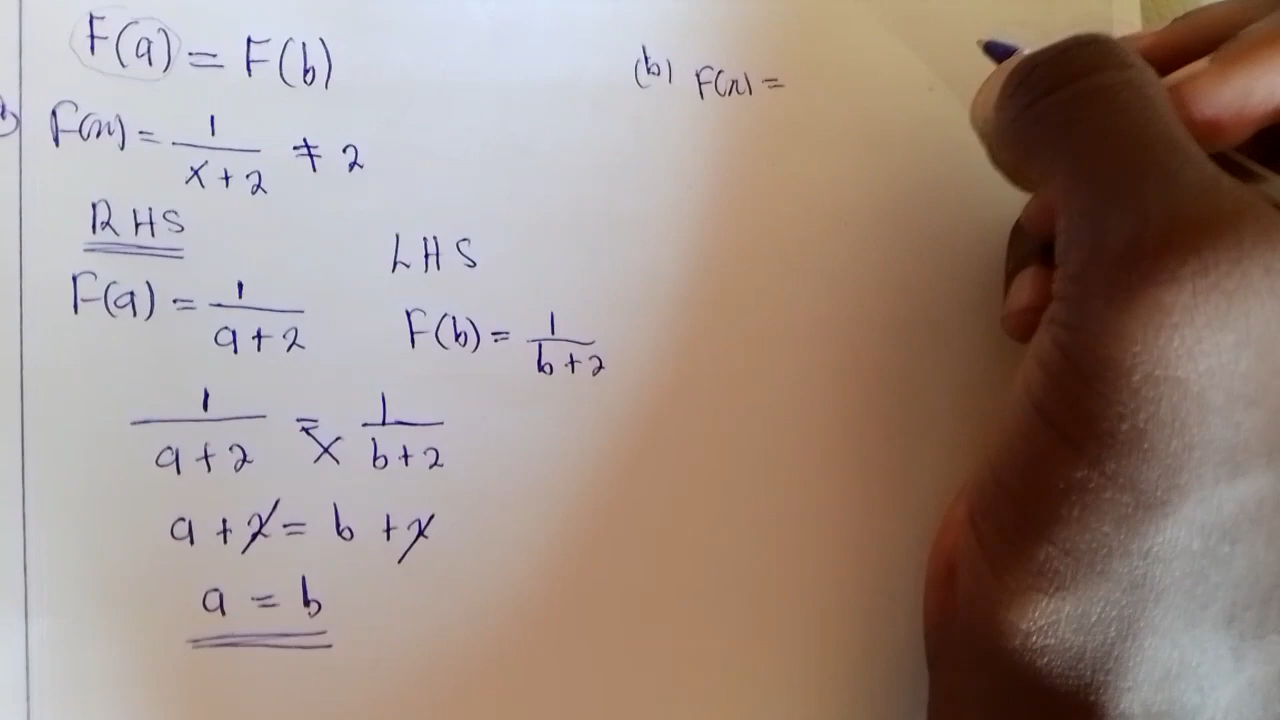 F(a) = F(b)
F(x) = 1/(x+2) ≠ 2
RHS
F(a) = 1/(a+2)
LHS
F(b) = 1/(b+2)
1/(a+2) = 1/(b+2)
a + 2 = b + 2
a = b
(b) F(x) =